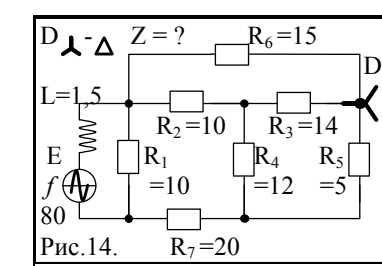 D - Δ Z = ? R₆=15
D
L=1,5
R₂=10 R₃=14
E R₁ R₄ R₅
f =10 =12 =5
80
Рис.14. R₇=20